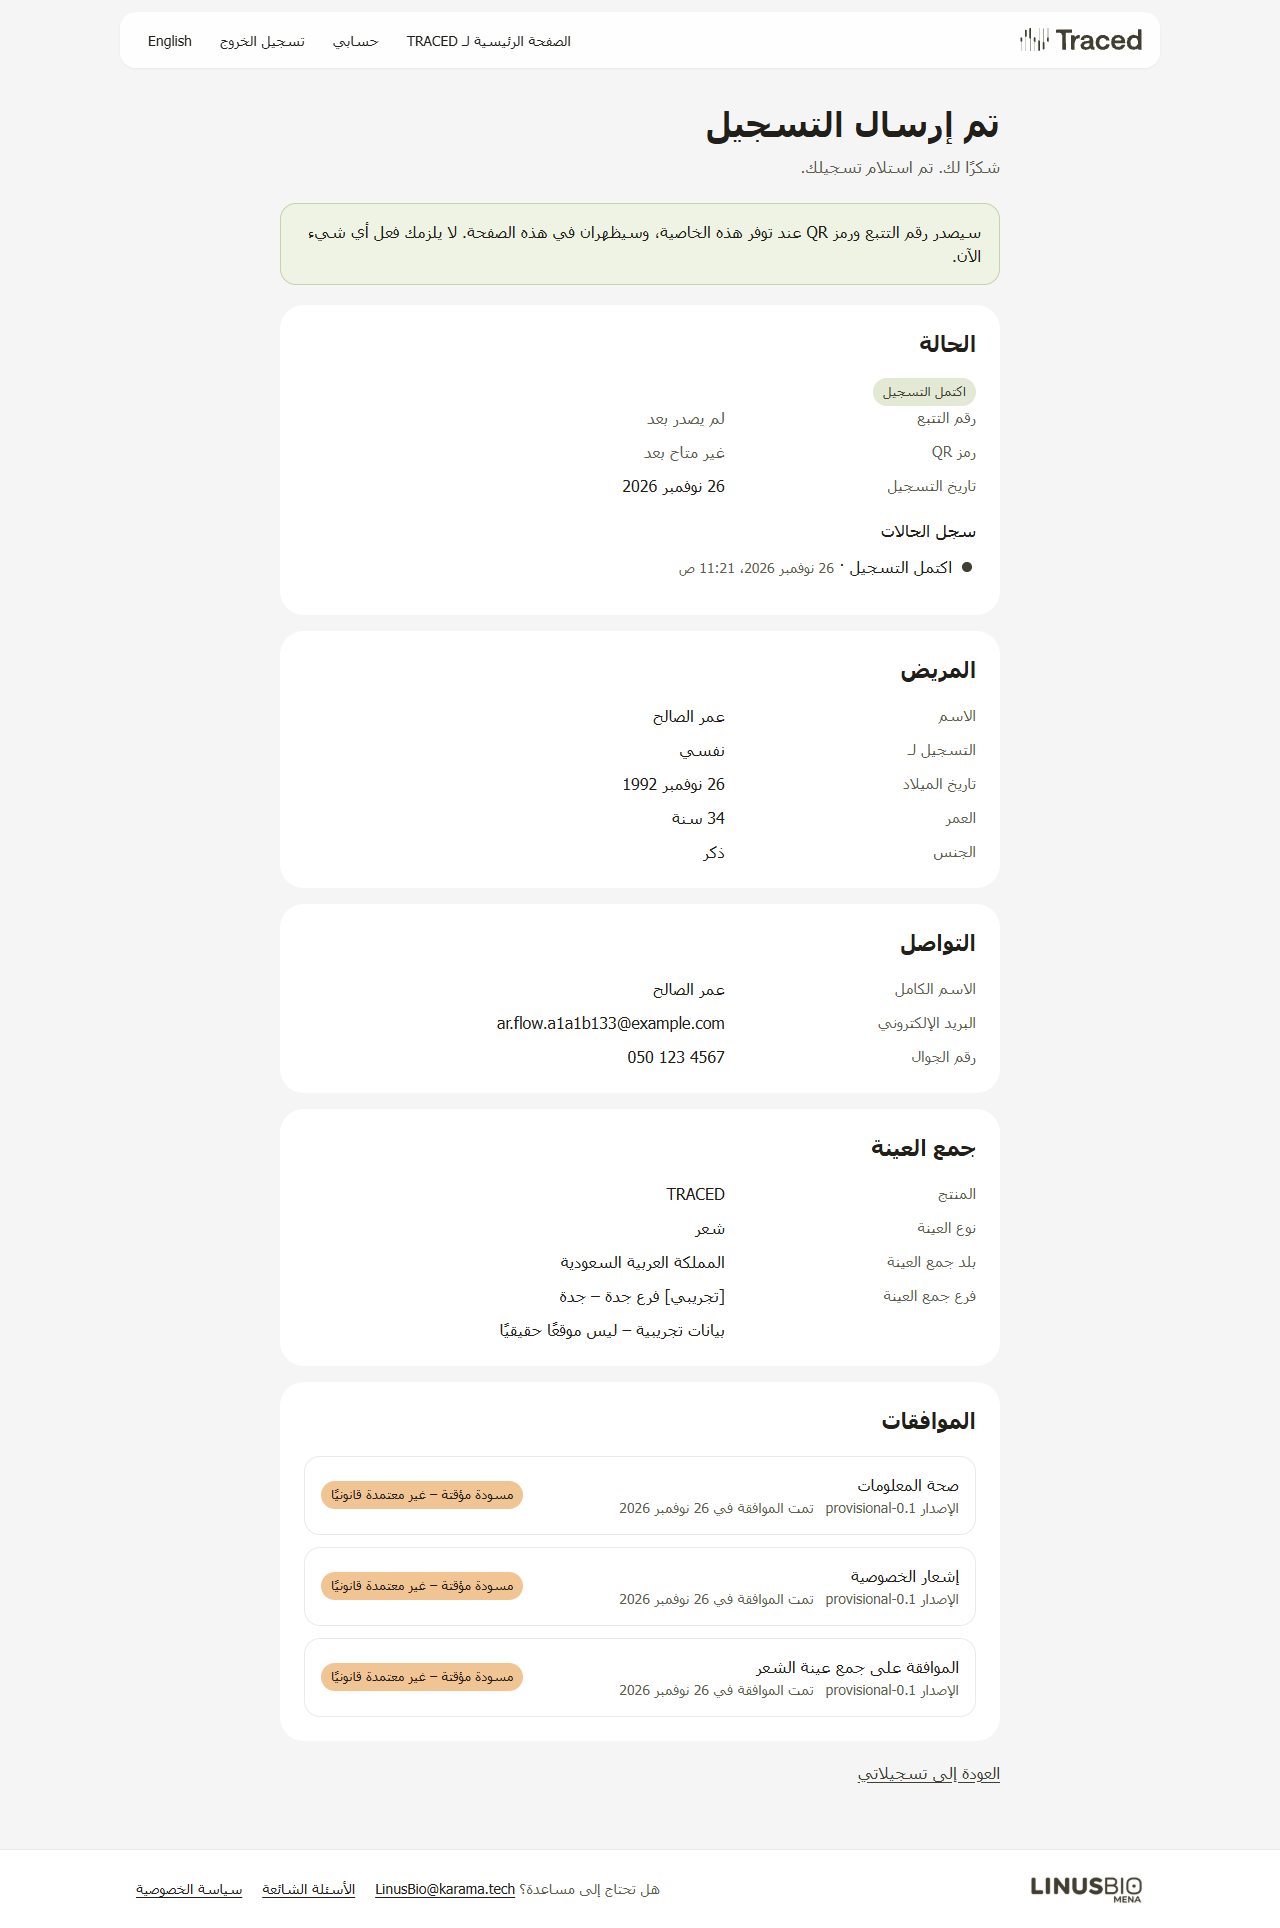 Traced
الصفحة الرئيسية لـ TRACED
حسابي
تسجيل الخروج
English
تم إرسال التسجيل
شكرًا لك. تم استلام تسجيلك.
سيصدر رقم التتبع ورمز QR عند توفر هذه الخاصية، وسيظهران في هذه الصفحة. لا يلزمك فعل أي شيء
الآن.
الحالة
اكتمل التسجيل
رقم التتبع لم يصدر بعد
رمز QR غير متاح بعد
تاريخ التسجيل 26 نوفمبر 2026
سجل الحالات
اكتمل التسجيل · 26 نوفمبر 2026، 11:21 ص
المريض
الاسم عمر الصالح
التسجيل لـ نفسي
تاريخ الميلاد 26 نوفمبر 1992
العمر 34 سنة
الجنس ذكر
التواصل
الاسم الكامل عمر الصالح
البريد الإلكتروني ar.flow.a1a1b133@example.com
رقم الجوال 050 123 4567
جمع العينة
المنتج TRACED
نوع العينة شعر
بلد جمع العينة المملكة العربية السعودية
فرع جمع العينة [تجريبي] فرع جدة – جدة
بيانات تجريبية – ليس موقعًا حقيقيًا
الموافقات
صحة المعلومات
الإصدار provisional-0.1 تمت الموافقة في 26 نوفمبر 2026
مسودة مؤقتة – غير معتمدة قانونيًا
إشعار الخصوصية
الإصدار provisional-0.1 تمت الموافقة في 26 نوفمبر 2026
مسودة مؤقتة – غير معتمدة قانونيًا
الموافقة على جمع عينة الشعر
الإصدار provisional-0.1 تمت الموافقة في 26 نوفمبر 2026
مسودة مؤقتة – غير معتمدة قانونيًا
العودة إلى تسجيلاتي
LINUSBIO
MENA
هل تحتاج إلى مساعدة؟ LinusBio@karama.tech
الأسئلة الشائعة
سياسة الخصوصية